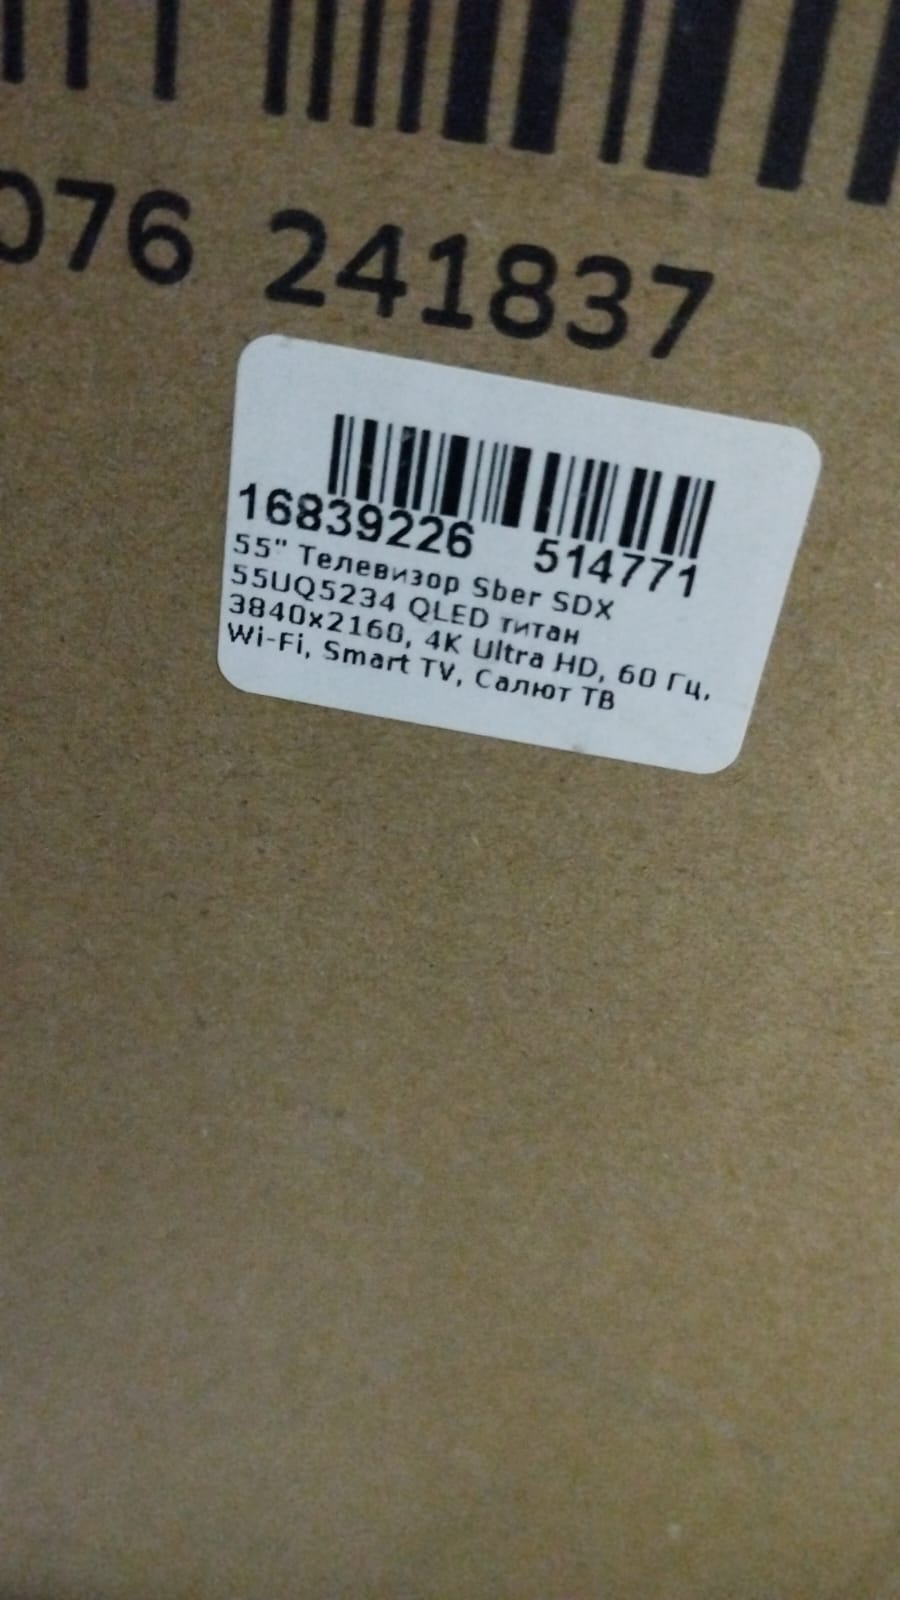 076 241837
16839226 514771
55" Телевизор Sber SDX
55UQ5234 QLED титан
3840x2160, 4K Ultra HD, 60 Гц,
Wi-Fi, Smart TV, Салют ТВ